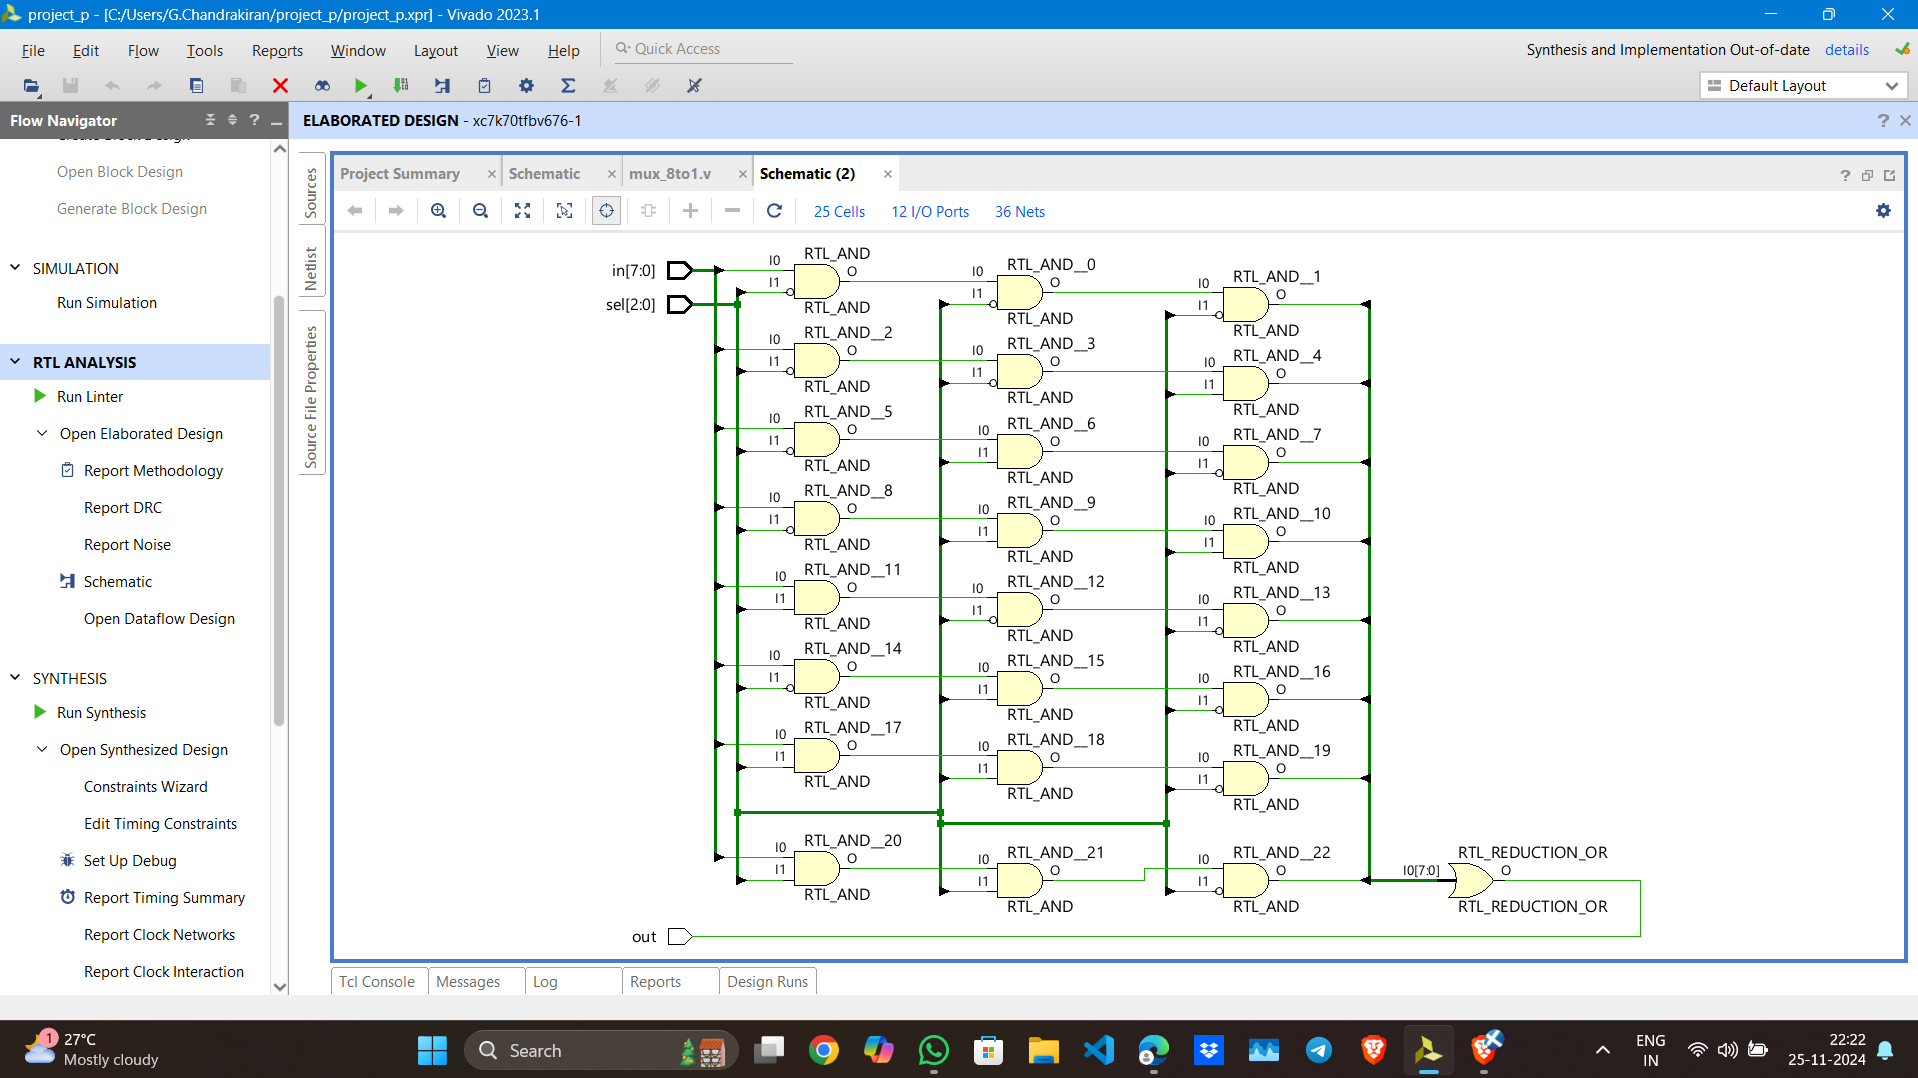 project_p - [C:/Users/G.Chandrakiran/project_p/project_p.xpr] - Vivado 2023.1
File Edit Flow Tools Reports Window Layout View Help Quick Access
Synthesis and Implementation Out-of-date details
Default Layout
Flow Navigator
ELABORATED DESIGN - xc7k70tfbv676-1
Create Block Design
Open Block Design
Generate Block Design
SIMULATION
Run Simulation
RTL ANALYSIS
Run Linter
Open Elaborated Design
Report Methodology
Report DRC
Report Noise
Schematic
Open Dataflow Design
SYNTHESIS
Run Synthesis
Open Synthesized Design
Constraints Wizard
Edit Timing Constraints
Set Up Debug
Report Timing Summary
Report Clock Networks
Report Clock Interaction
Sources
Netlist
Source File Properties
Project Summary
Schematic
mux_8to1.v
Schematic (2)
25 Cells 12 I/O Ports 36 Nets
in[7:0]
sel[2:0]
I0 I1 RTL_AND O RTL_AND
I0 I1 RTL_AND__0 O RTL_AND
I0 I1 RTL_AND__1 O RTL_AND
I0 I1 RTL_AND__2 O RTL_AND
I0 I1 RTL_AND__3 O RTL_AND
I0 I1 RTL_AND__4 O RTL_AND
I0 I1 RTL_AND__5 O RTL_AND
I0 I1 RTL_AND__6 O RTL_AND
I0 I1 RTL_AND__7 O RTL_AND
I0 I1 RTL_AND__8 O RTL_AND
I0 I1 RTL_AND__9 O RTL_AND
I0 I1 RTL_AND__10 O RTL_AND
I0 I1 RTL_AND__11 O RTL_AND
I0 I1 RTL_AND__12 O RTL_AND
I0 I1 RTL_AND__13 O RTL_AND
I0 I1 RTL_AND__14 O RTL_AND
I0 I1 RTL_AND__15 O RTL_AND
I0 I1 RTL_AND__16 O RTL_AND
I0 I1 RTL_AND__17 O RTL_AND
I0 I1 RTL_AND__18 O RTL_AND
I0 I1 RTL_AND__19 O RTL_AND
I0 I1 RTL_AND__20 O RTL_AND
I0 I1 RTL_AND__21 O RTL_AND
I0 I1 RTL_AND__22 O RTL_AND
I0[7:0] RTL_REDUCTION_OR O RTL_REDUCTION_OR
out
Tcl Console Messages Log Reports Design Runs
1
27°C
Mostly cloudy
Search
ENG
IN
22:22
25-11-2024